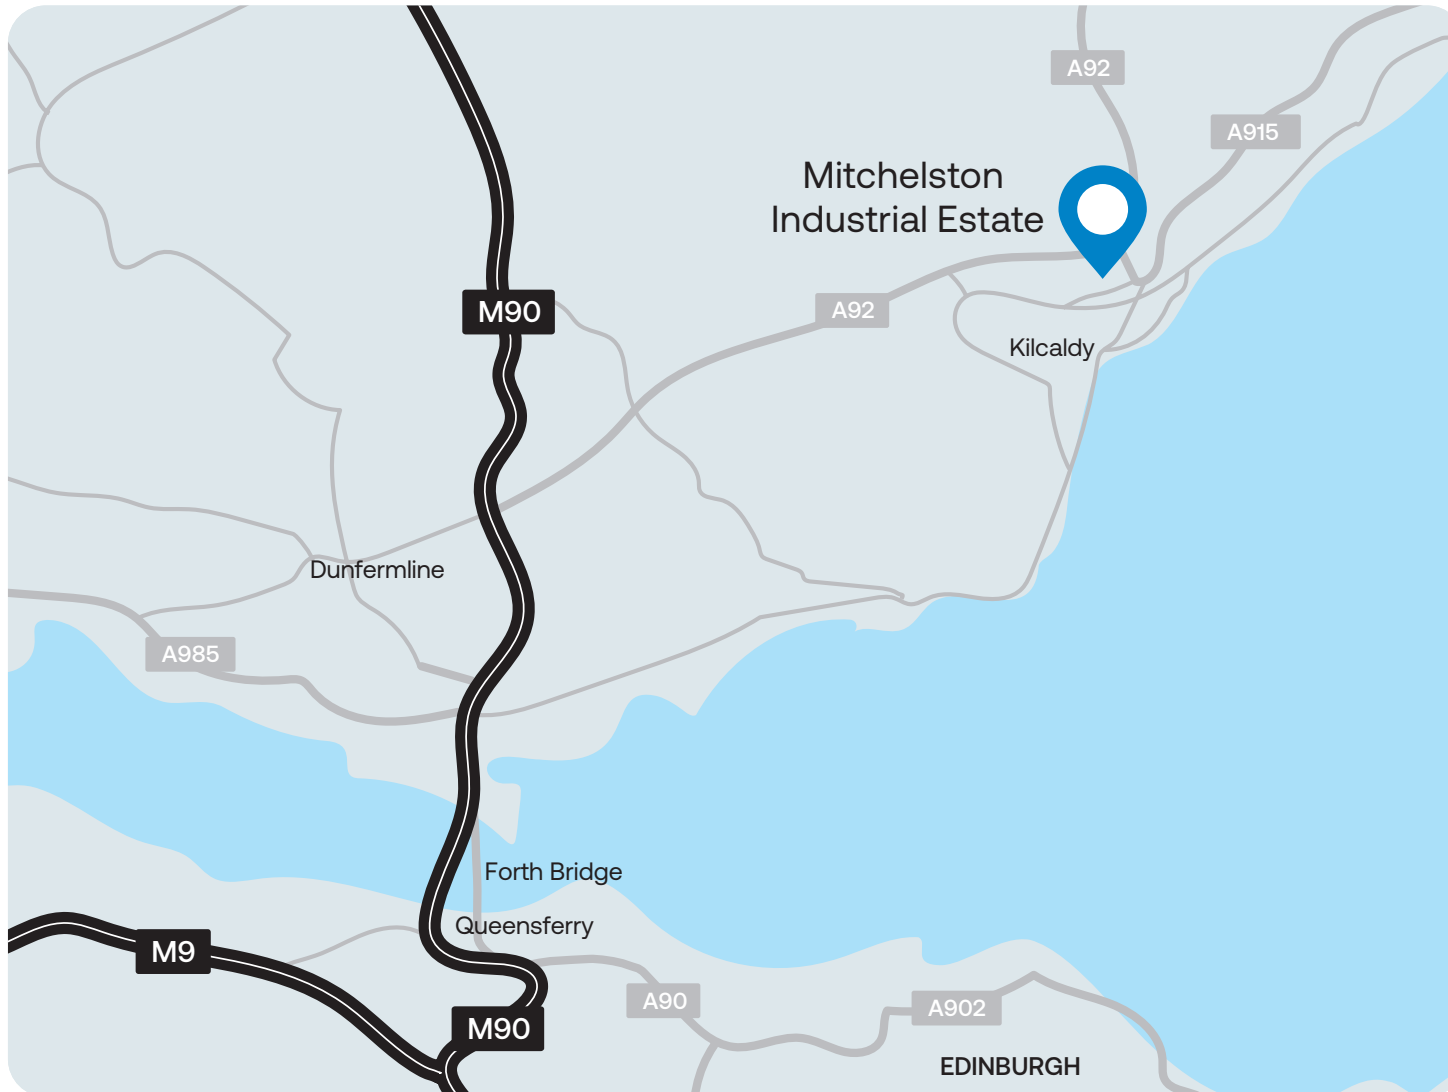 A92
A915
Mitchelston
Industrial Estate
M90
A92
Kilcaldy
Dunfermline
A985
Forth Bridge
Queensferry
M9
A90
A902
M90
EDINBURGH